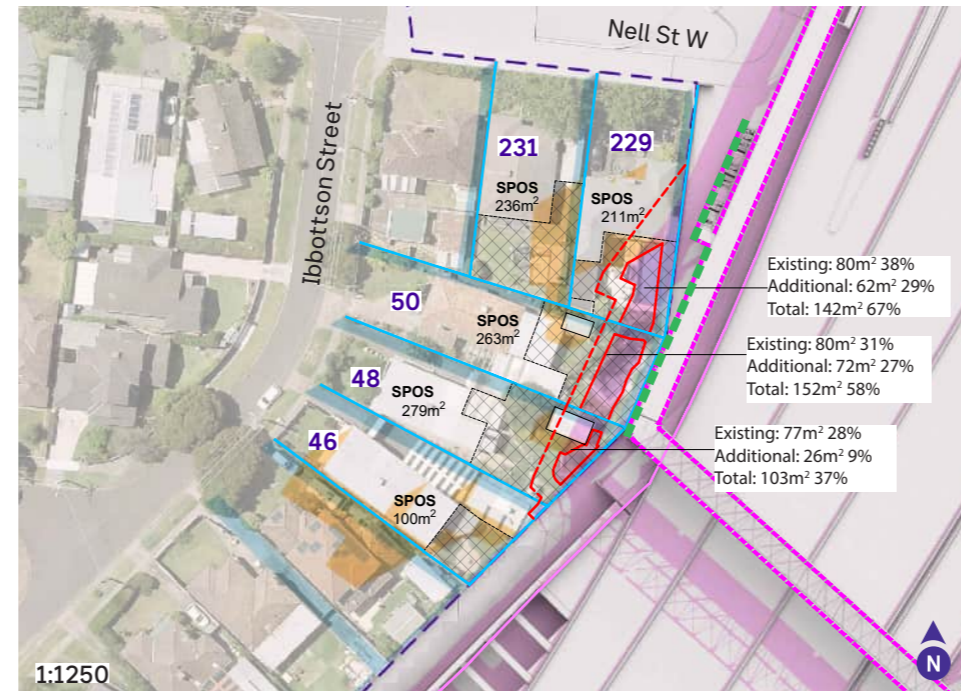 Nell St W
Ibbottson Street
231
229
SPOS
236m²
SPOS
211m²
Existing: 80m² 38%
Additional: 62m² 29%
Total: 142m² 67%
50
SPOS
263m²
Existing: 80m² 31%
Additional: 72m² 27%
Total: 152m² 58%
48
SPOS
279m²
46
Existing: 77m² 28%
Additional: 26m² 9%
Total: 103m² 37%
SPOS
100m²
1:1250
N